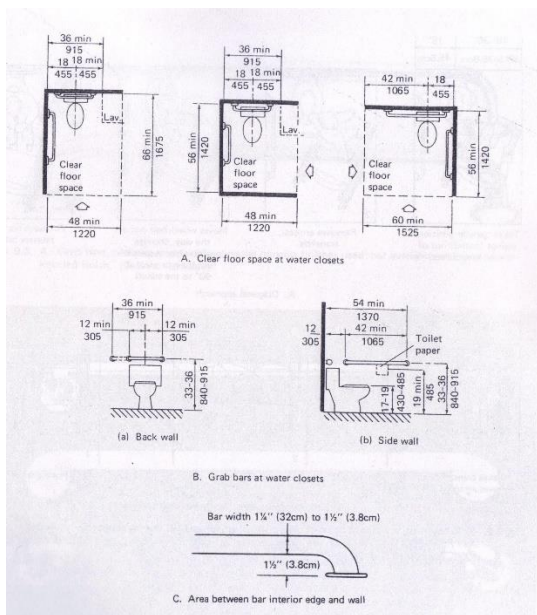 36 min
915
18 18 min
455 455
Lav
66 min
1675
Clear
floor
space
48 min
1220
36 min
915
18 18 min
455 455
Lav
56 min
1420
Clear
floor
space
48 min
1220
42 min
1065
18
455
56 min
1420
Clear
floor
space
60 min
1525
A. Clear floor space at water closets
36 min
915
12 min
305
12 min
305
33-36
840-915
(a) Back wall
54 min
1370
12
305
42 min
1065
Toilet
paper
17-19
430-485
19 min
485
33-36
840-915
(b) Side wall
B. Grab bars at water closets
Bar width 1¼" (32cm) to 1½" (3.8cm)
1½" (3.8cm)
C. Area between bar interior edge and wall